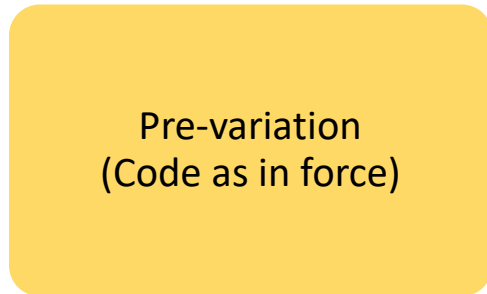 Pre-variation
(Code as in force)